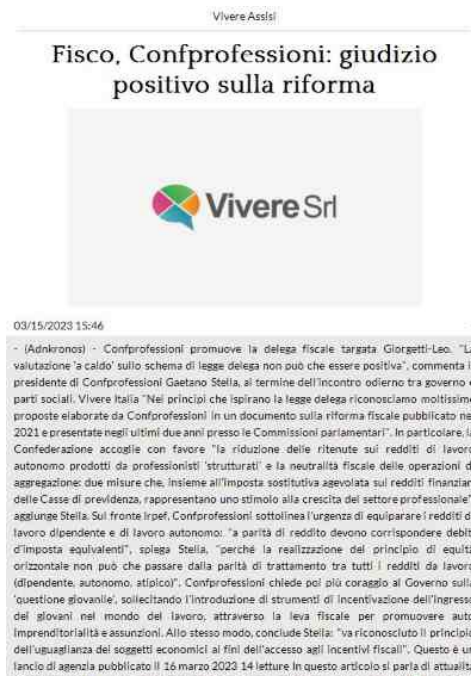 Vivere Assisi
Fisco, Confprofessioni: giudizio
positivo sulla riforma
Vivere Srl
03/15/2023 15:46
- (Adnkronos) - Confprofessioni promuove la delega fiscale targata Giorgetti-Leo. "La
valutazione 'a caldo' sullo schema di legge delega non può che essere positiva", commenta il
presidente di Confprofessioni Gaetano Stella, al termine dell'incontro odierno tra governo e
parti sociali. Vivere Italia "Nei principi che ispirano la legge delega riconosciamo moltissime
proposte elaborate da Confprofessioni in un documento sulla riforma fiscale pubblicato nel
2021 e presentate negli ultimi due anni presso le Commissioni parlamentari". In particolare, la
Confederazione accoglie con favore "la riduzione delle ritenute sui redditi di lavoro
autonomo prodotti da professionisti 'strutturati' e la neutralità fiscale delle operazioni di
aggregazione: due misure che, insieme all'imposta sostitutiva agevolata sui redditi finanziari
delle Casse di previdenza, rappresentano uno stimolo alla crescita del settore professionale",
aggiunge Stella. Sul fronte Irpef, Confprofessioni sottolinea l'urgenza di equiparare i redditi di
lavoro dipendente e di lavoro autonomo: "a parità di reddito devono corrispondere debiti
d'imposta equivalenti", spiega Stella, "perché la realizzazione del principio di equità
orizzontale non può che passare dalla parità di trattamento tra tutti i redditi da lavoro
(dipendente, autonomo, atipico)". Confprofessioni chiede poi più coraggio al Governo sulla
'questione giovanile', sollecitando l'introduzione di strumenti di incentivazione dell'ingresso
dei giovani nel mondo del lavoro, attraverso la leva fiscale per promuovere auto
imprenditorialità e assunzioni. Allo stesso modo, conclude Stella: "va riconosciuto il principio
dell'uguaglianza dei soggetti economici ai fini dell'accesso agli incentivi fiscali". Questo è un
lancio di agenzia pubblicato il 16 marzo 2023 14 letture In questo articolo si parla di attualità